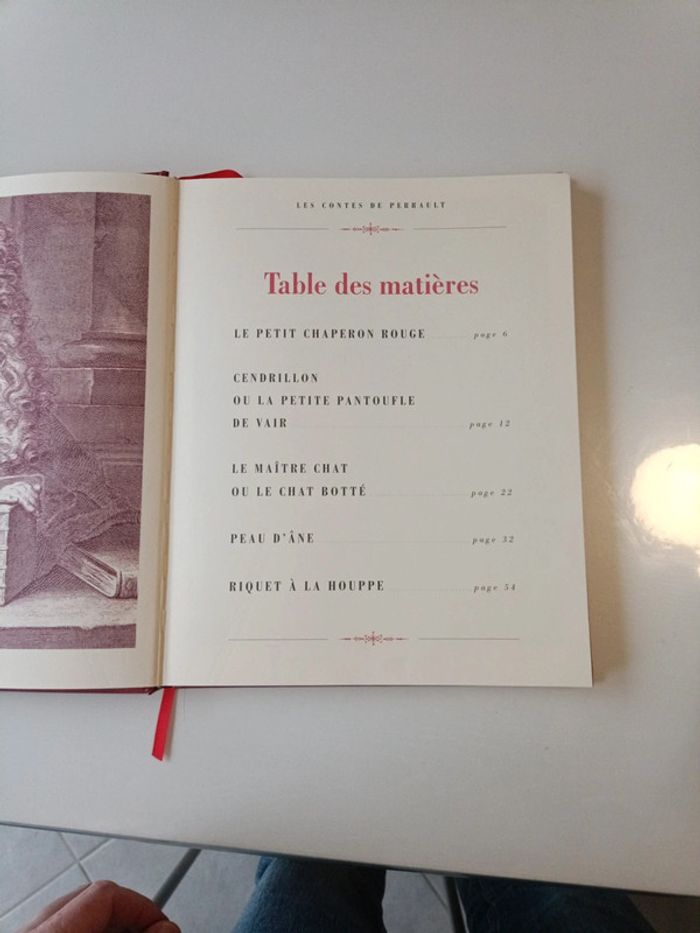 LES CONTES DE PERRAULT
Table des matières
LE PETIT CHAPERON ROUGE page 6
CENDRILLON
OU LA PETITE PANTOUFLE
DE VAIR page 12
LE MAÎTRE CHAT
OU LE CHAT BOTTÉ page 22
PEAU D'ÂNE page 32
RIQUET À LA HOUPPE page 54